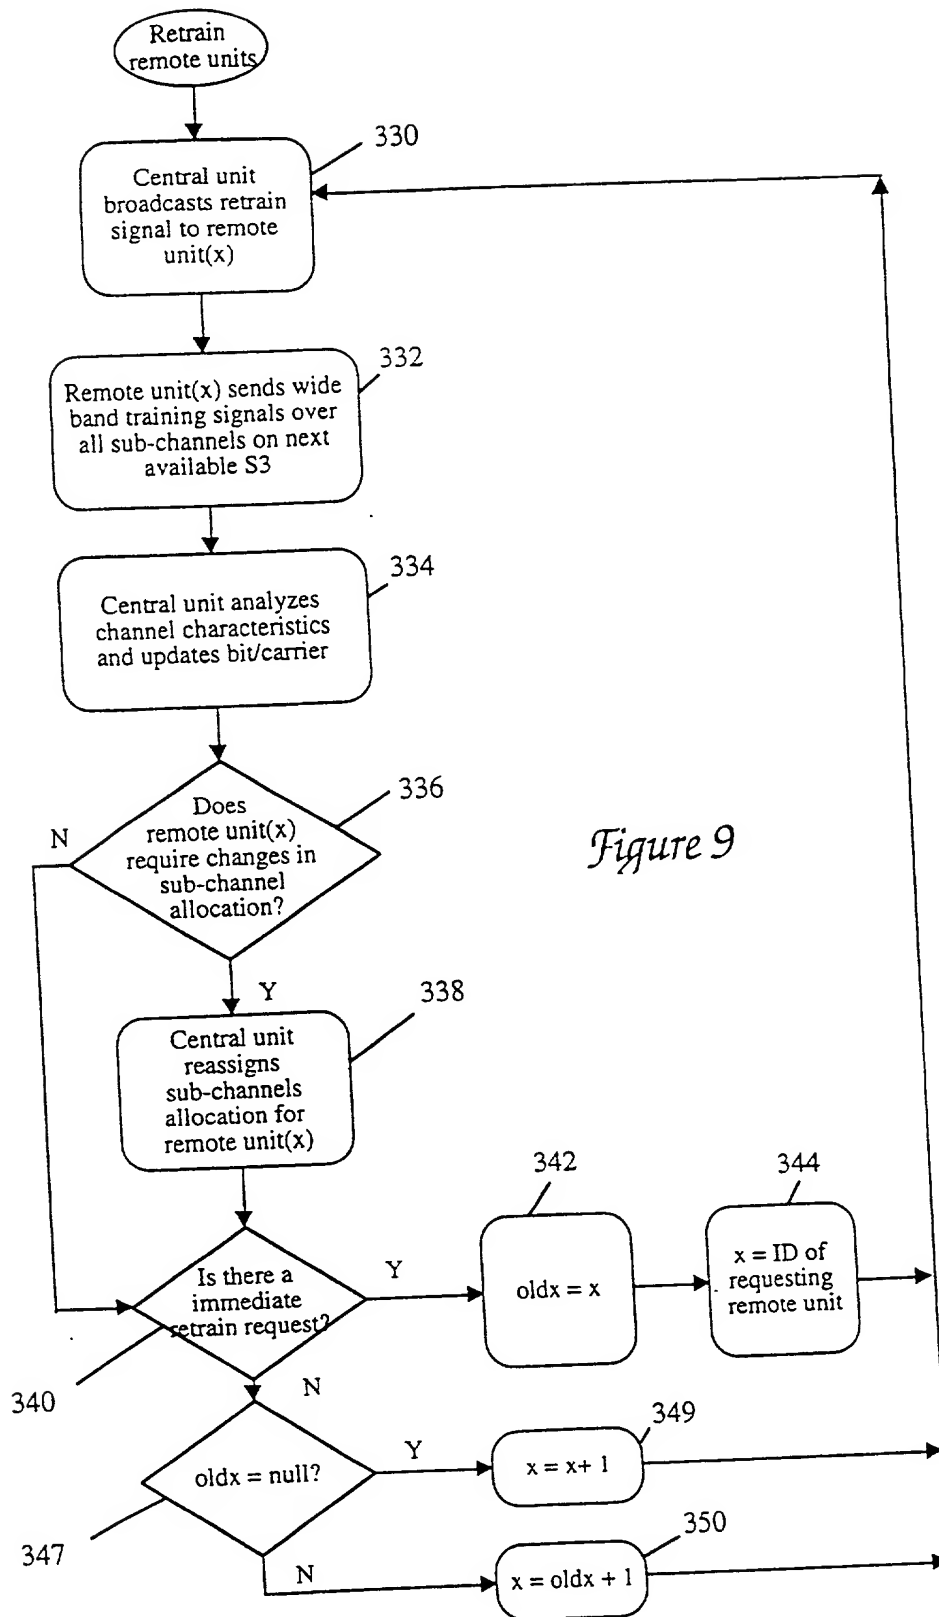 Retrain
remote units
330
Central unit
broadcasts retrain
signal to remote
unit(x)
332
Remote unit(x) sends wide
band training signals over
all sub-channels on next
available S3
334
Central unit analyzes
channel characteristics
and updates bit/carrier
336
Does
remote unit(x)
require changes in
sub-channel
allocation?
N
Figure 9
Y
338
Central unit
reassigns
sub-channels
allocation for
remote unit(x)
342
344
Is there a
immediate
retrain request?
Y
oldx = x
x = ID of
requesting
remote unit
340
N
349
oldx = null?
Y
x = x+ 1
347
350
N
x = oldx + 1